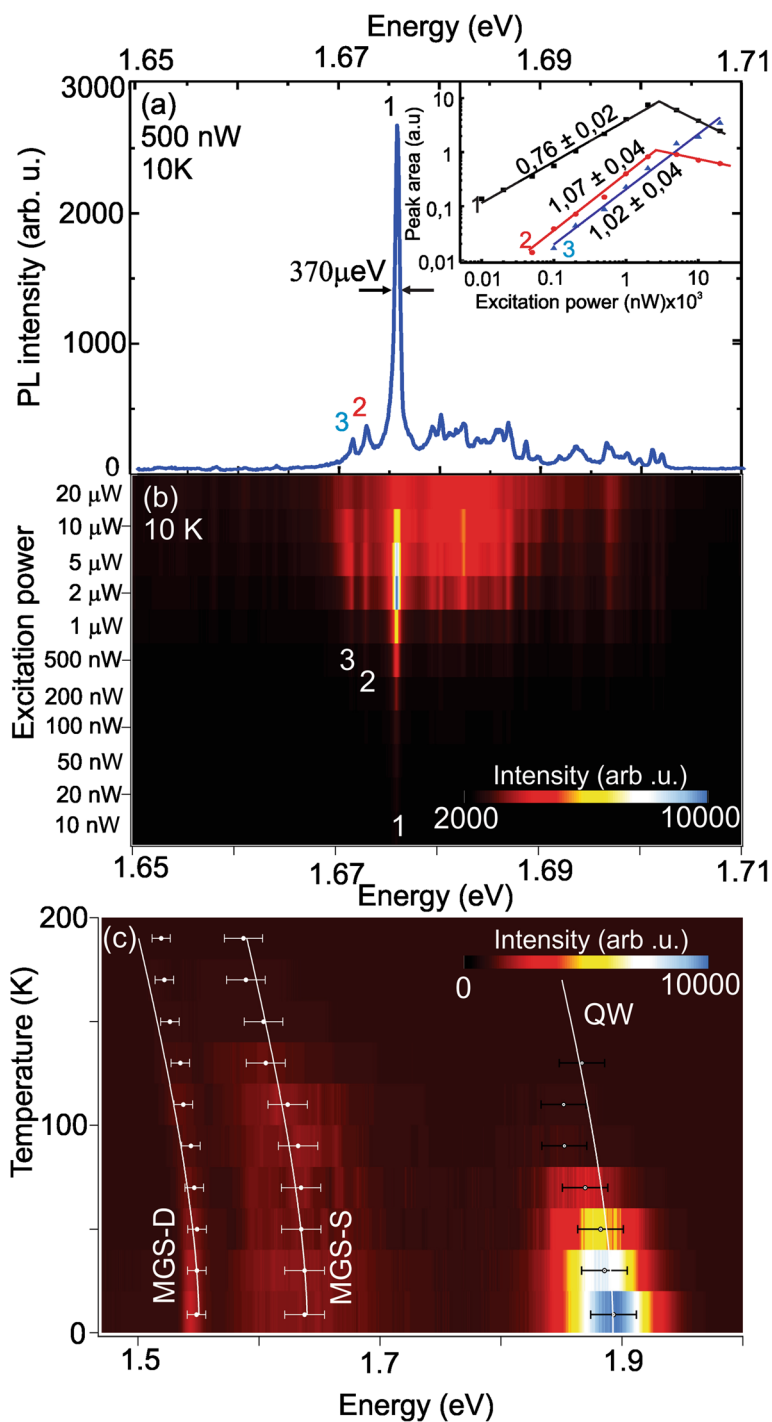 Energy (eV)
1.65
1.67
1.69
1.71
3000
2000
1000
0
PL intensity (arb. u.)
(a)
500 nW
10K
1
370µeV
3
2
10
1
0,1
0,01
Peak area (a.u)
0,76 ± 0,02
1,07 ± 0,04
1,02 ± 0,04
1
2
3
0.01
0.1
1
10
Excitation power (nW)x10³
(b)
10 K
Excitation power
20 µW
10 µW
5 µW
2 µW
1 µW
500 nW
200 nW
100 nW
50 nW
20 nW
10 nW
3
2
1
Intensity (arb .u.)
2000
10000
1.65
1.67
1.69
1.71
Energy (eV)
(c)
200
100
0
Temperature (K)
Intensity (arb .u.)
0
10000
QW
MGS-D
MGS-S
1.5
1.7
1.9
Energy (eV)